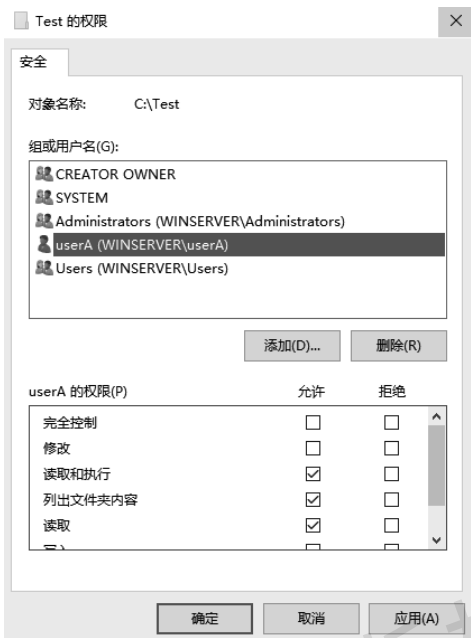 Test 的权限
安全
对象名称: C:\Test
组或用户名(G):
CREATOR OWNER
SYSTEM
Administrators (WINSERVER\Administrators)
userA (WINSERVER\userA)
Users (WINSERVER\Users)
添加(D)... 删除(R)
userA 的权限(P) 允许 拒绝
完全控制
修改
读取和执行
列出文件夹内容
读取
确定 取消 应用(A)